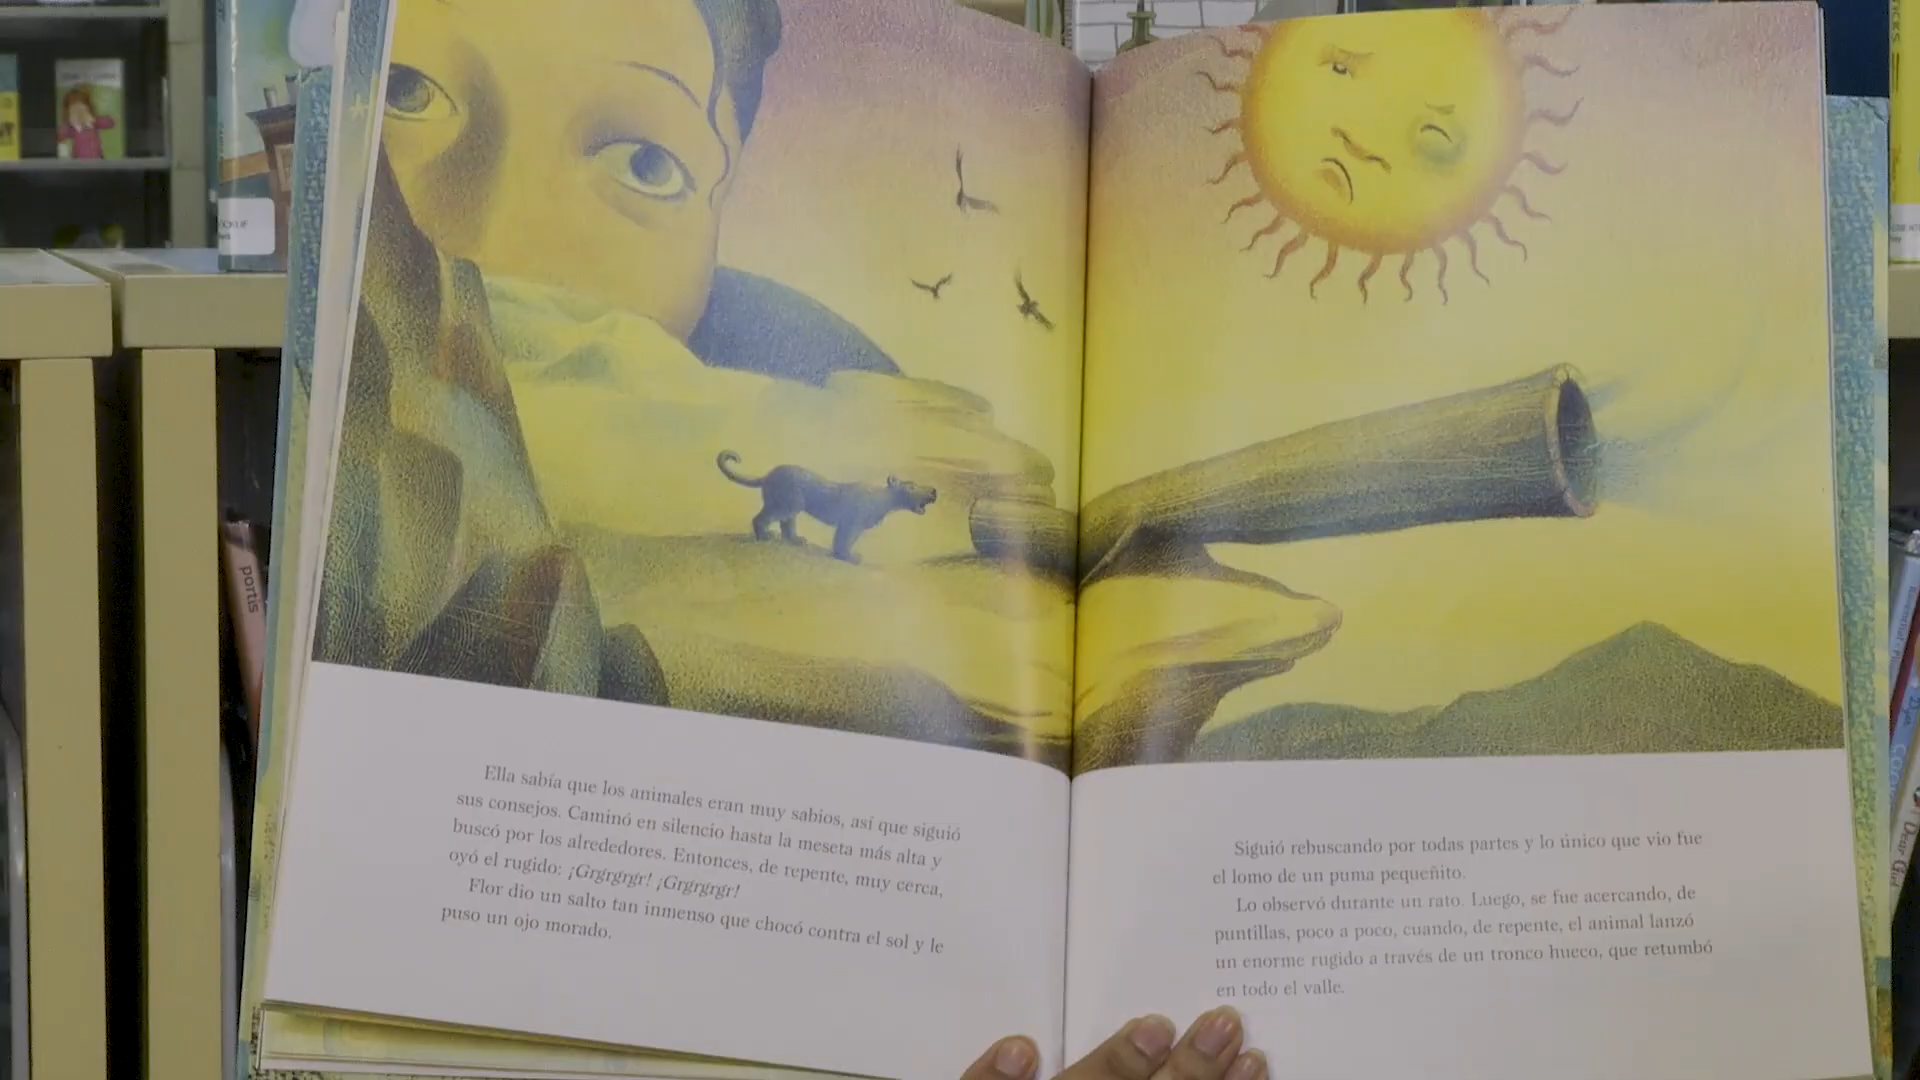 Ella sabía que los animales eran muy sabios, así que siguió
sus consejos. Caminó en silencio hasta la meseta más alta y
buscó por los alrededores. Entonces, de repente, muy cerca,
oyó el rugido: ¡Grgrgrgr! ¡Grgrgrgr!
Flor dio un salto tan inmenso que chocó contra el sol y le
puso un ojo morado.
Siguió rebuscando por todas partes y lo único que vio fue
el lomo de un puma pequeñito.
Lo observó durante un rato. Luego, se fue acercando, de
puntillas, poco a poco, cuando, de repente, el animal lanzó
un enorme rugido a través de un tronco hueco, que retumbó
en todo el valle.
portis
Dear Girl